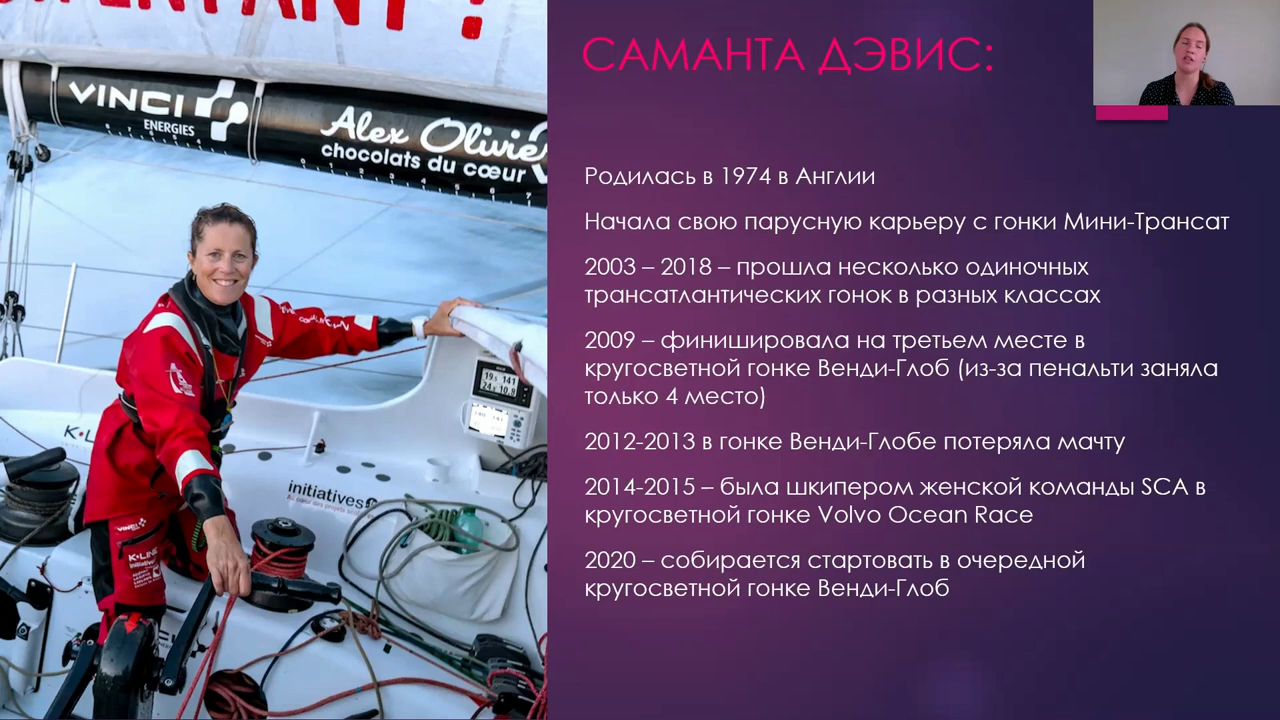 САМАНТА ДЭВИС:
Родилась в 1974 в Англии
Начала свою парусную карьеру с гонки Мини-Трансат
2003 – 2018 – прошла несколько одиночных
трансатлантических гонок в разных классах
2009 – финишировала на третьем месте в
кругосветной гонке Венди-Глоб (из-за пенальти заняла
только 4 место)
2012-2013 в гонке Венди-Глобе потеряла мачту
2014-2015 – была шкипером женской команды SCA в
кругосветной гонке Volvo Ocean Race
2020 – собирается стартовать в очередной
кругосветной гонке Венди-Глоб
VINCI
ENERGIES
Alex Olivie
chocolats du cœur
initiatives
K-LINE